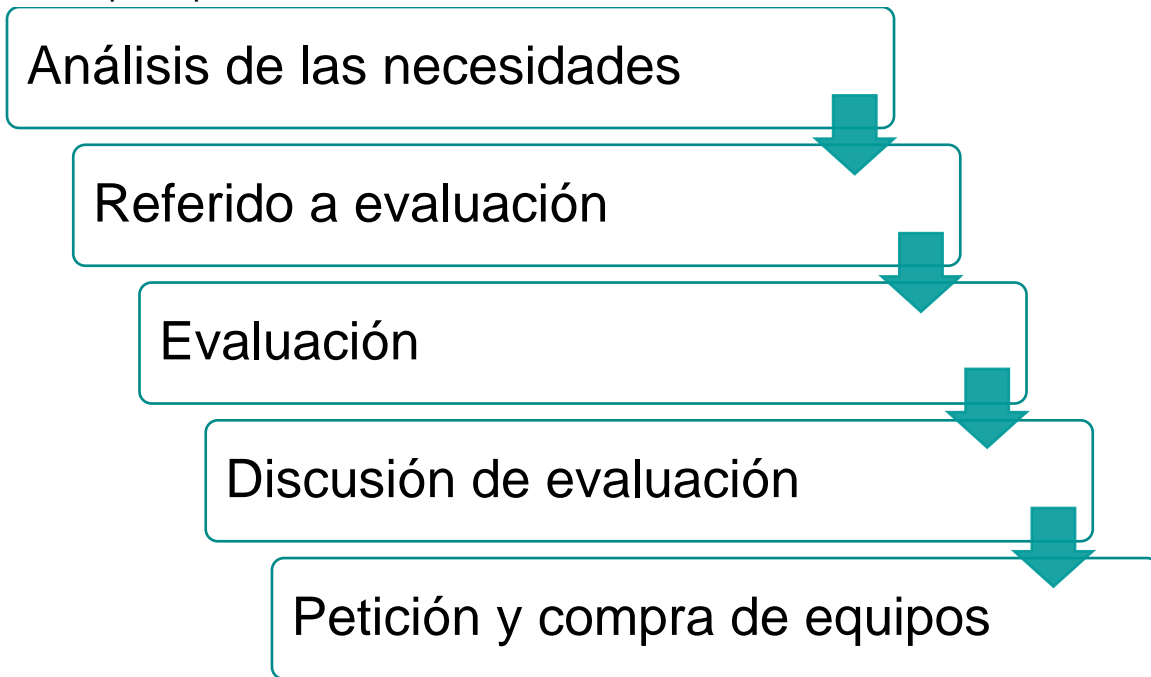 Análisis de las necesidades
Referido a evaluación
Evaluación
Discusión de evaluación
Petición y compra de equipos